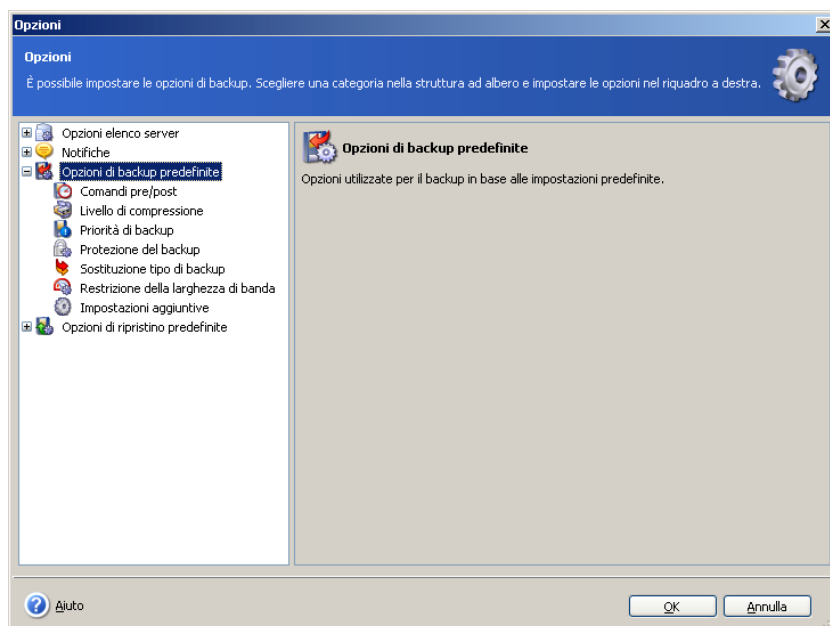 Opzioni
Opzioni
È possibile impostare le opzioni di backup. Scegliere una categoria nella struttura ad albero e impostare le opzioni nel riquadro a destra.
Opzioni elenco server
Notifiche
Opzioni di backup predefinite
Comandi pre/post
Livello di compressione
Priorità di backup
Protezione del backup
Sostituzione tipo di backup
Restrizione della larghezza di banda
Impostazioni aggiuntive
Opzioni di ripristino predefinite
Opzioni di backup predefinite
Opzioni utilizzate per il backup in base alle impostazioni predefinite.
Aiuto
OK
Annulla